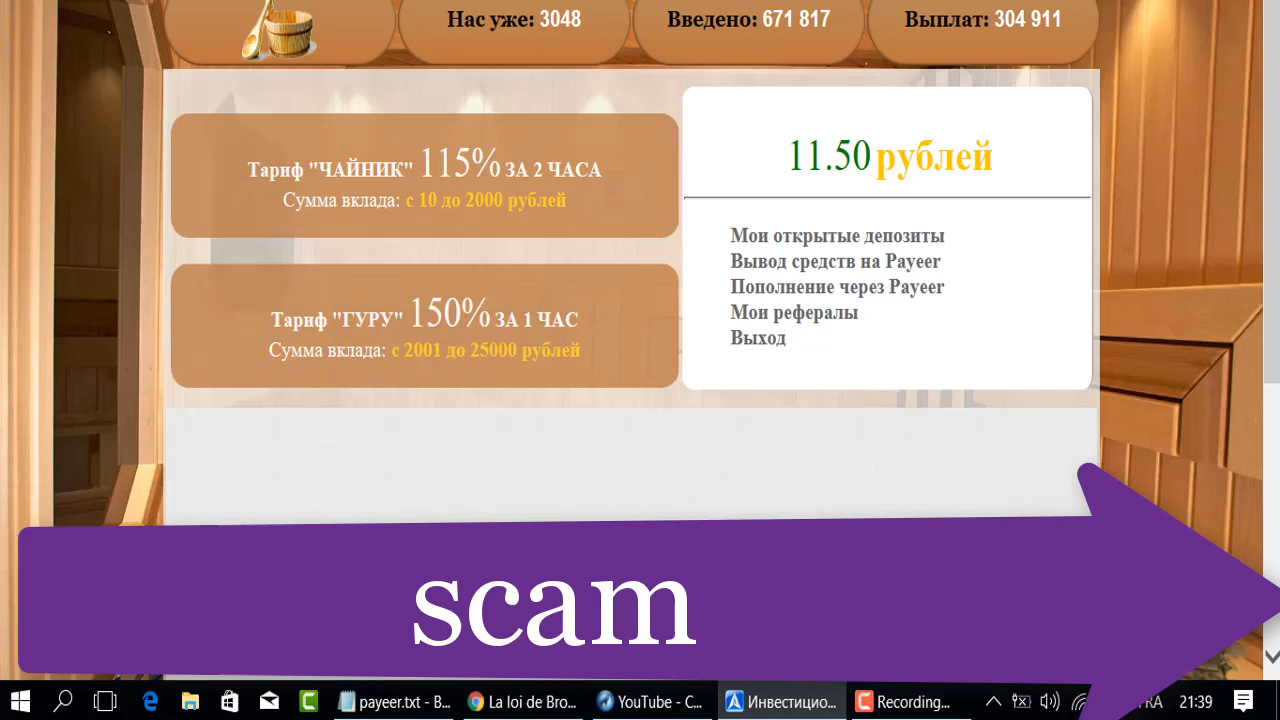 Нас уже: 3048
Введено: 671 817
Выплат: 304 911
Тариф "ЧАЙНИК" 115% ЗА 2 ЧАСА
Сумма вклада: с 10 до 2000 рублей
Тариф "ГУРУ" 150% ЗА 1 ЧАС
Сумма вклада: с 2001 до 25000 рублей
11.50 рублей
Мои открытые депозиты
Вывод средств на Payeer
Пополнение через Payeer
Мои рефералы
Выход
scam
payeer.txt - B...
La loi de Bro...
YouTube - C...
Инвестицио...
Recording...
RA
21:39